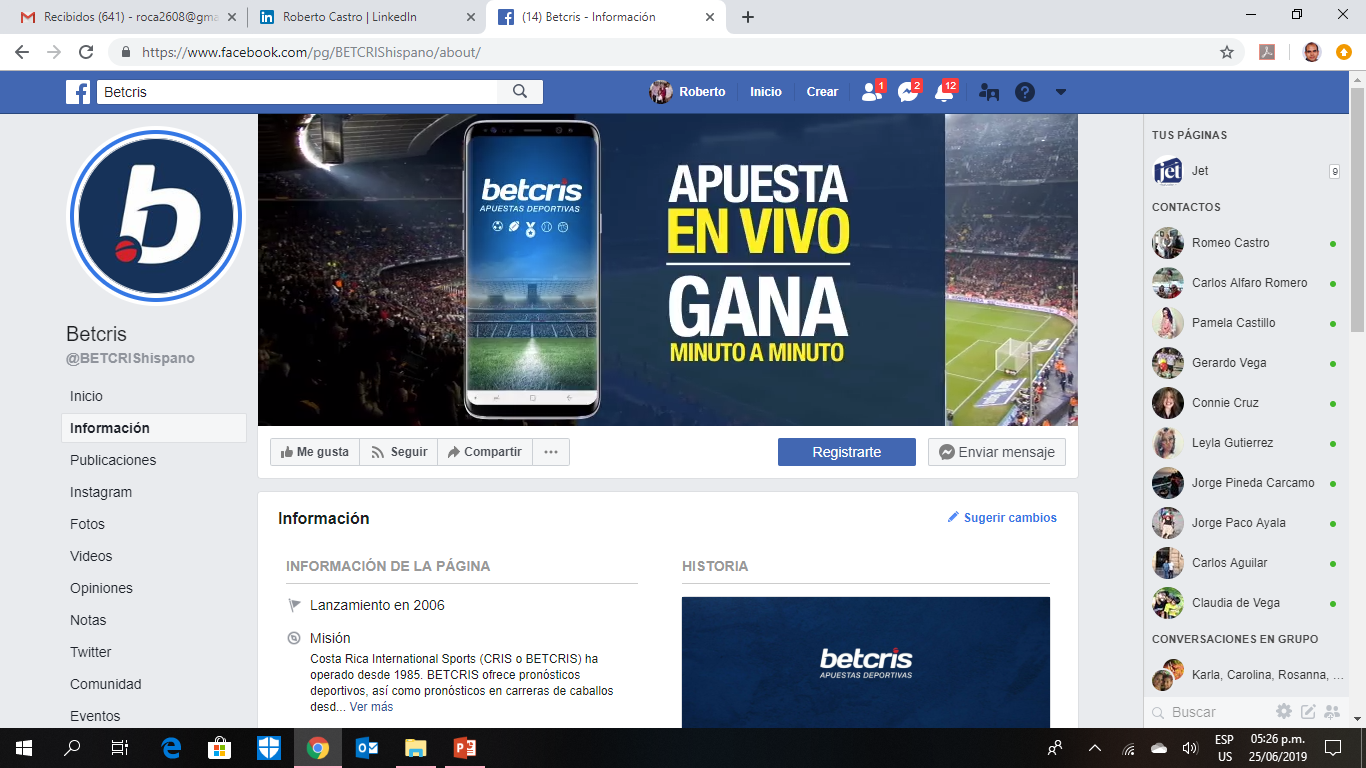 Recibidos (641) - roca2608@gma
Roberto Castro | LinkedIn
(14) Betcris - Información
https://www.facebook.com/pg/BETCRIShispano/about/
Betcris
Roberto
Inicio
Crear
1
2
12
betcris
APUESTAS DEPORTIVAS
APUESTA
EN VIVO
GANA
MINUTO A MINUTO
b
Betcris
@BETCRIShispano
Inicio
Información
Publicaciones
Instagram
Fotos
Videos
Opiniones
Notas
Twitter
Comunidad
Eventos
Me gusta
Seguir
Compartir
Registrarte
Enviar mensaje
Información
Sugerir cambios
INFORMACIÓN DE LA PÁGINA
Lanzamiento en 2006
Misión
Costa Rica International Sports (CRIS o BETCRIS) ha
operado desde 1985. BETCRIS ofrece pronósticos
deportivos, así como pronósticos en carreras de caballos
desd... Ver más
HISTORIA
betcris
APUESTAS DEPORTIVAS
TUS PÁGINAS
jet
Jet
9
CONTACTOS
Romeo Castro
Carlos Alfaro Romero
Pamela Castillo
Gerardo Vega
Connie Cruz
Leyla Gutierrez
Jorge Pineda Carcamo
Jorge Paco Ayala
Carlos Aguilar
Claudia de Vega
CONVERSACIONES EN GRUPO
Karla, Carolina, Rosanna, ...
Buscar
ESP
US
05:26 p.m.
25/06/2019